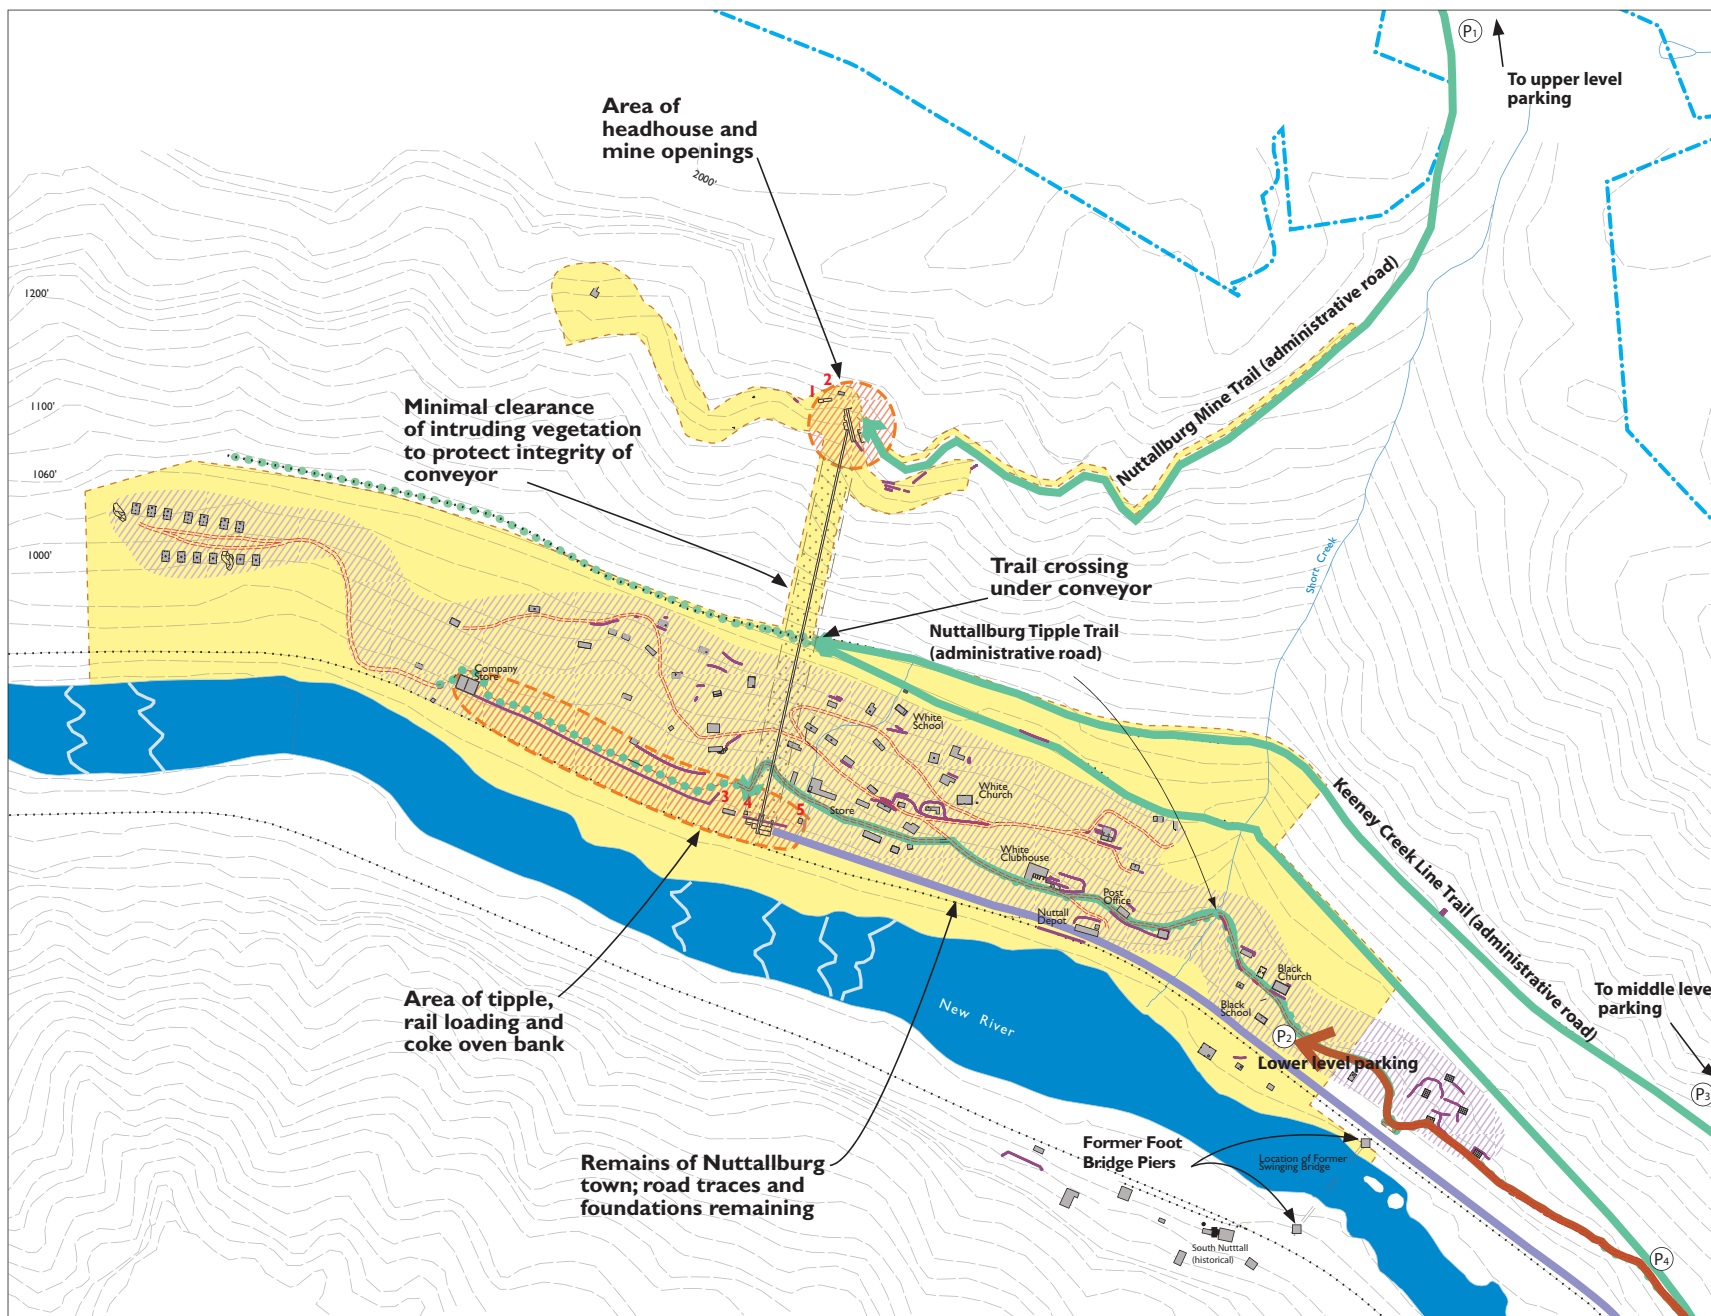 P1
To upper level
parking
Area of
headhouse and
mine openings
2000'
1200'
Nuttallburg Mine Trail (administrative road)
1
2
1100'
Minimal clearance
of intruding vegetation
to protect integrity of
conveyor
1060'
1000'
Trail crossing
under conveyor
Short Creek
Nuttallburg Tipple Trail
(administrative road)
Company
Store
White
School
White
Church
3
4
5
Store
Keeney Creek Line Trail (administrative road)
White
Clubhouse
Post
Office
Nuttall
Depot
Black
Church
Black
School
Area of tipple,
rail loading and
coke oven bank
New River
To middle leve
parking
P2
Lower level parking
P3
Remains of Nuttallburg
town; road traces and
foundations remaining
Former Foot
Bridge Piers
Location of Former
Swinging Bridge
South Nutttall
(historical)
P4